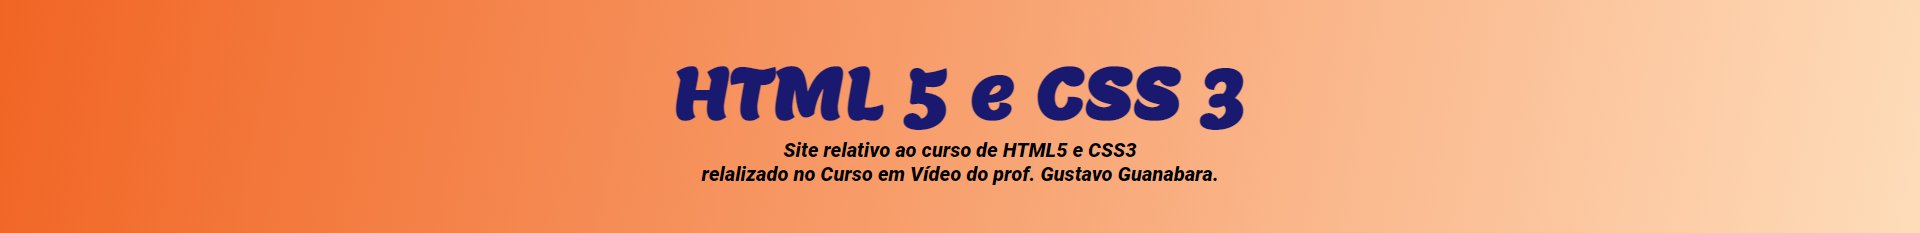 HTML 5 e CSS 3
Site relativo ao curso de HTML5 e CSS3
relalizado no Curso em Vídeo do prof. Gustavo Guanabara.